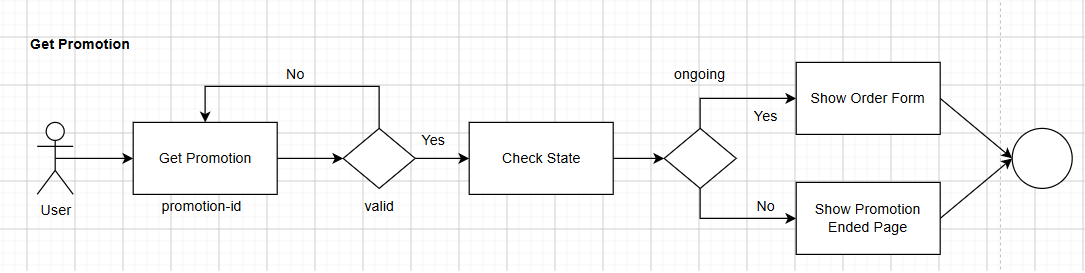 Get Promotion
No
ongoing
Yes
Yes
Get Promotion
Check State
Show Order Form
User
promotion-id
valid
No
Show Promotion
Ended Page